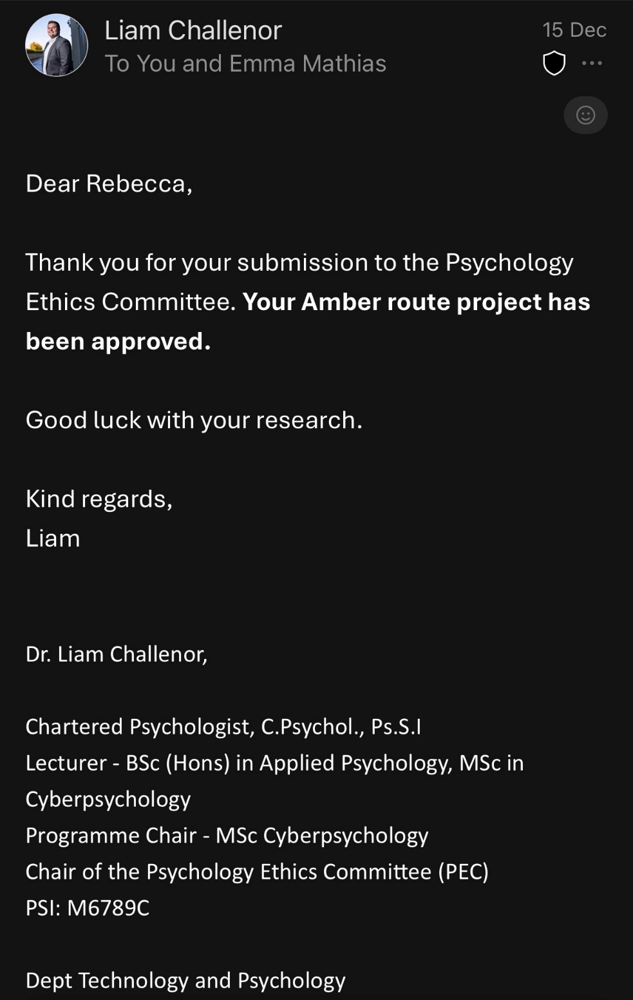 Liam Challenor
15 Dec
To You and Emma Mathias
Dear Rebecca,
Thank you for your submission to the Psychology
Ethics Committee. Your Amber route project has
been approved.
Good luck with your research.
Kind regards,
Liam
Dr. Liam Challenor,
Chartered Psychologist, C.Psychol., Ps.S.I
Lecturer - BSc (Hons) in Applied Psychology, MSc in
Cyberpsychology
Programme Chair - MSc Cyberpsychology
Chair of the Psychology Ethics Committee (PEC)
PSI: M6789C
Dept Technology and Psychology